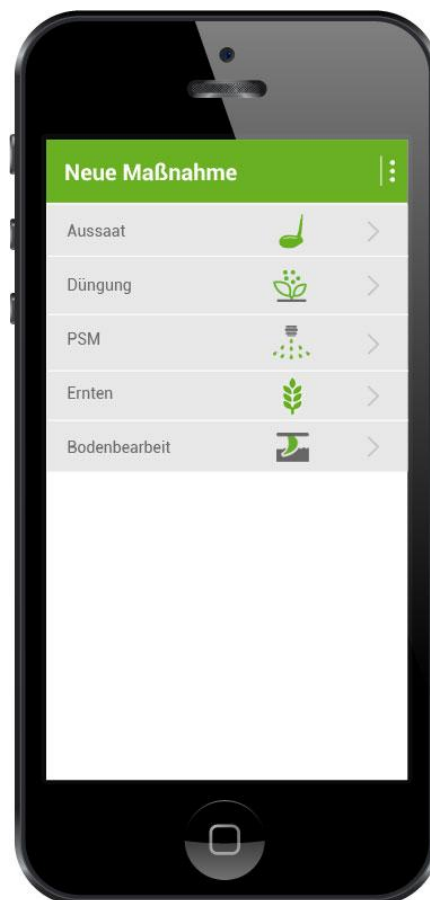 Neue Maßnahme
Aussaat
Düngung
PSM
Ernten
Bodenbearbeit